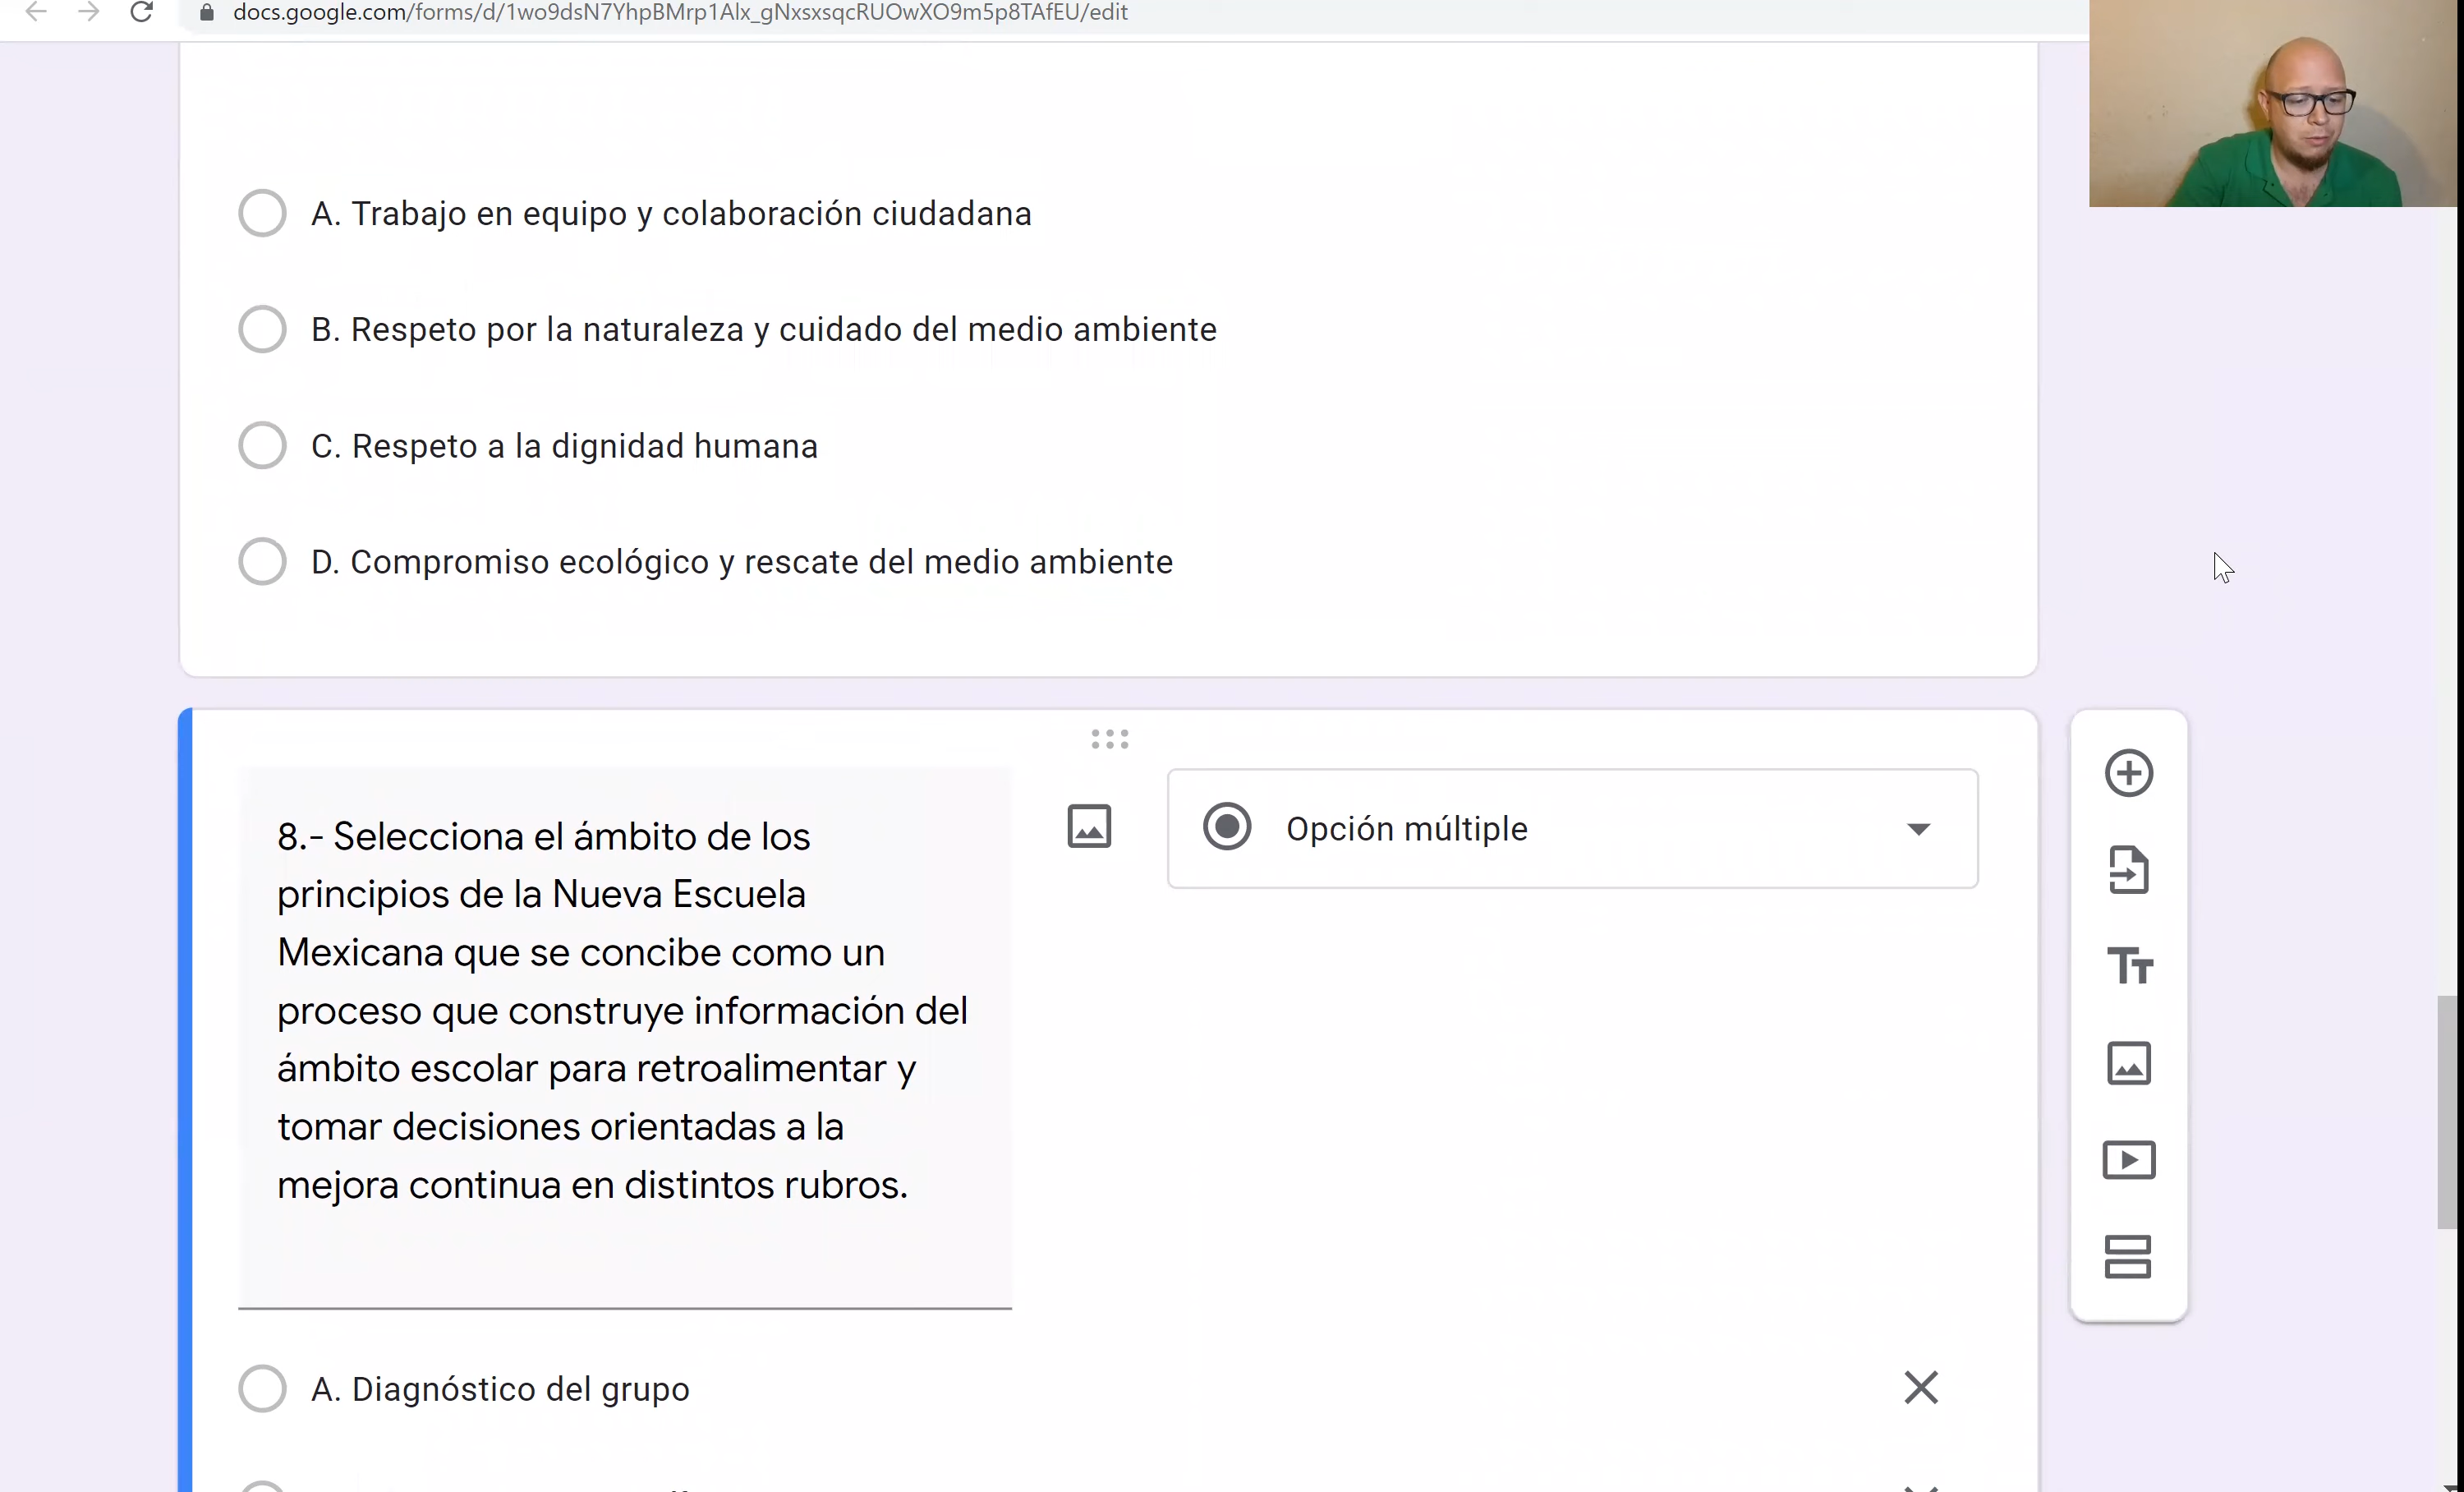 docs.google.com/forms/d/1wo9dsN7YhpBMrp1Alx_gNxsxsqcRUOwXO9m5p8TAfEU/edit
A. Trabajo en equipo y colaboración ciudadana
B. Respeto por la naturaleza y cuidado del medio ambiente
C. Respeto a la dignidad humana
D. Compromiso ecológico y rescate del medio ambiente
8.- Selecciona el ámbito de los
principios de la Nueva Escuela
Mexicana que se concibe como un
proceso que construye información del
ámbito escolar para retroalimentar y
tomar decisiones orientadas a la
mejora continua en distintos rubros.
Opción múltiple
Tт
A. Diagnóstico del grupo